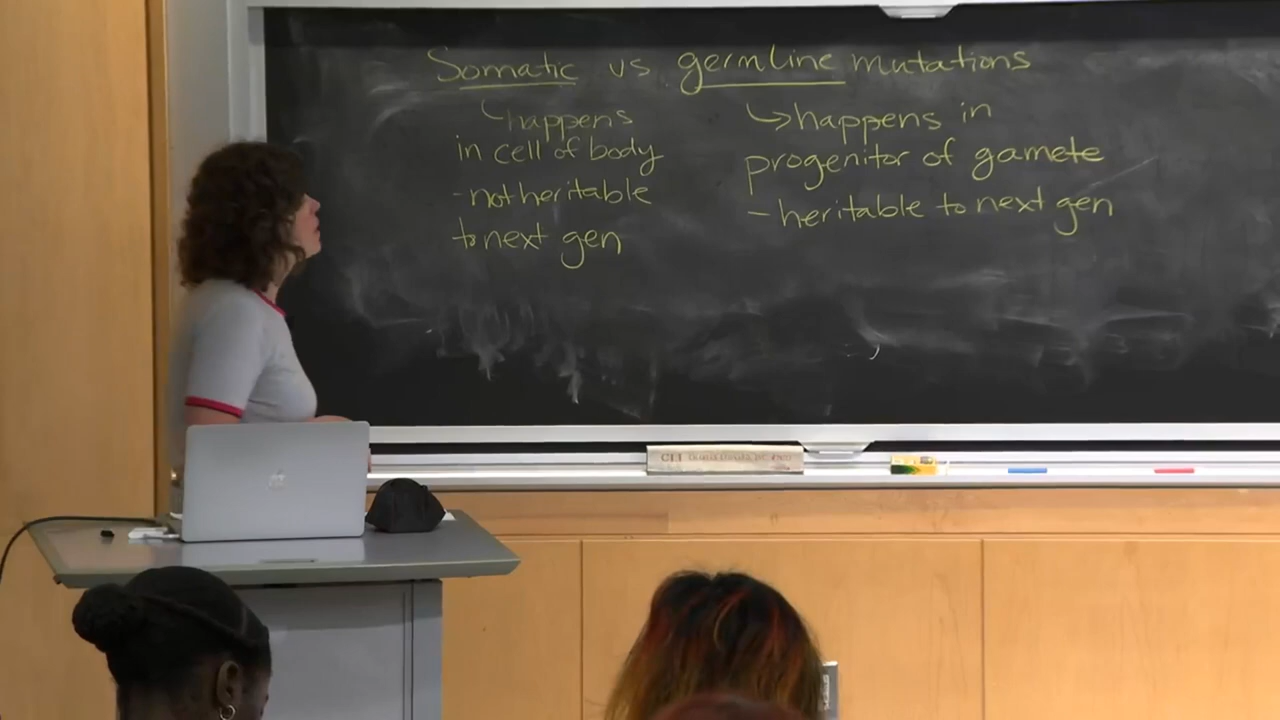 Somatic vs germline mutations
happens
in cell of body
- not heritable
to next gen
happens in
progenitor of gamete
- heritable to next gen